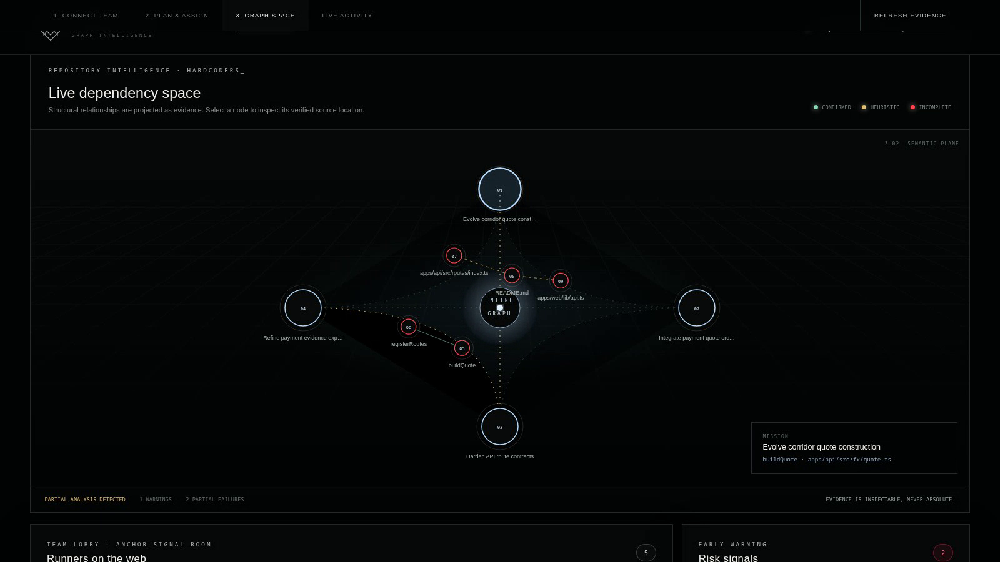 1. CONNECT TEAM
2. PLAN & ASSIGN
3. GRAPH SPACE
LIVE ACTIVITY
REFRESH EVIDENCE
GRAPH INTELLIGENCE
REPOSITORY INTELLIGENCE · HARDCODERS_
Live dependency space
Structural relationships are projected as evidence. Select a node to inspect its verified source location.
CONFIRMED
HEURISTIC
INCOMPLETE
Z 02 SEMANTIC PLANE
01
Evolve corridor quote const…
07
apps/api/src/routes/index.ts
08
README.md
09
apps/web/lib/api.ts
ENTIRE
GRAPH
04
Refine payment evidence exp…
02
Integrate payment quote orc…
06
registerRoutes
05
buildQuote
03
Harden API route contracts
MISSION
Evolve corridor quote construction
buildQuote · apps/api/src/fx/quote.ts
PARTIAL ANALYSIS DETECTED
1 WARNINGS
2 PARTIAL FAILURES
EVIDENCE IS INSPECTABLE, NEVER ABSOLUTE.
TEAM LOBBY · ANCHOR SIGNAL ROOM
Runners on the web
5
EARLY WARNING
Risk signals
2